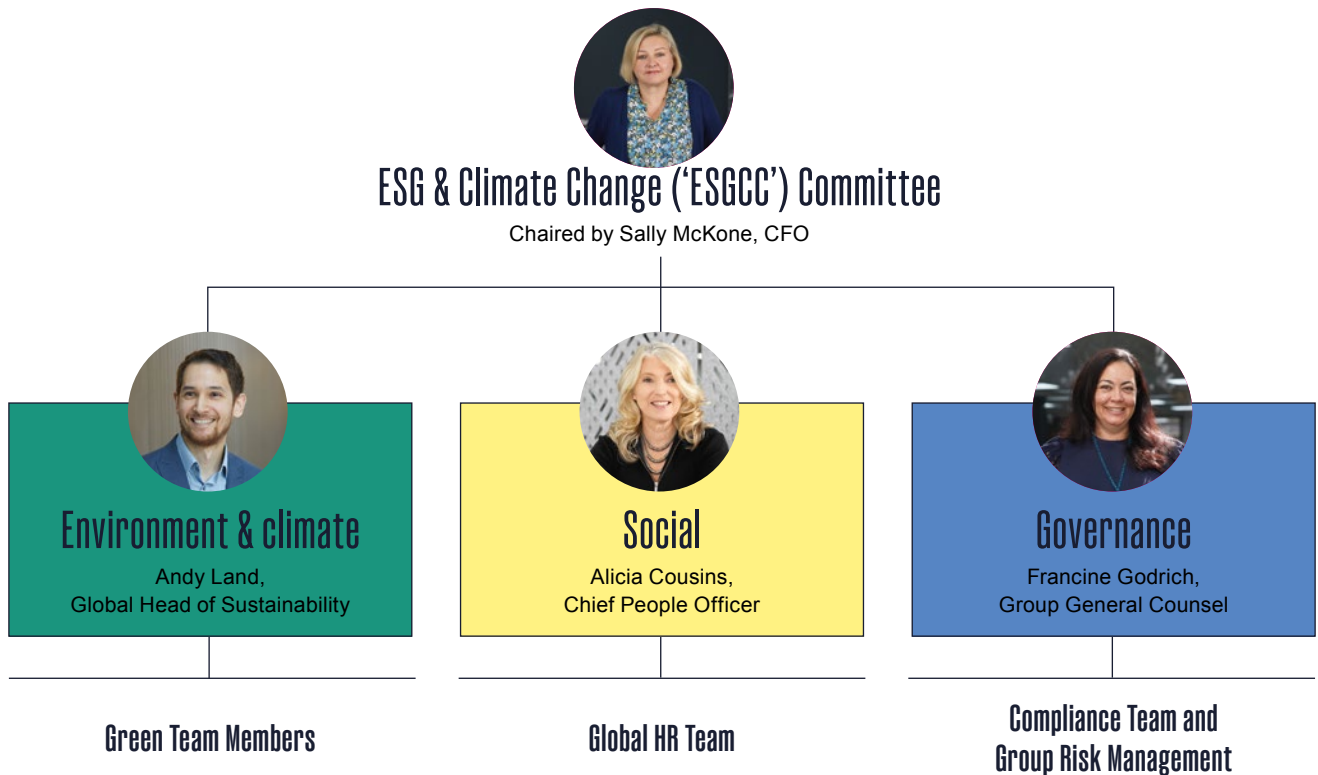 ESG & Climate Change (‘ESGCC’) Committee
Chaired by Sally McKone, CFO
Environment & climate
Andy Land,
Global Head of Sustainability
Social
Alicia Cousins,
Chief People Officer
Governance
Francine Godrich,
Group General Counsel
Green Team Members
Global HR Team
Compliance Team and
Group Risk Management